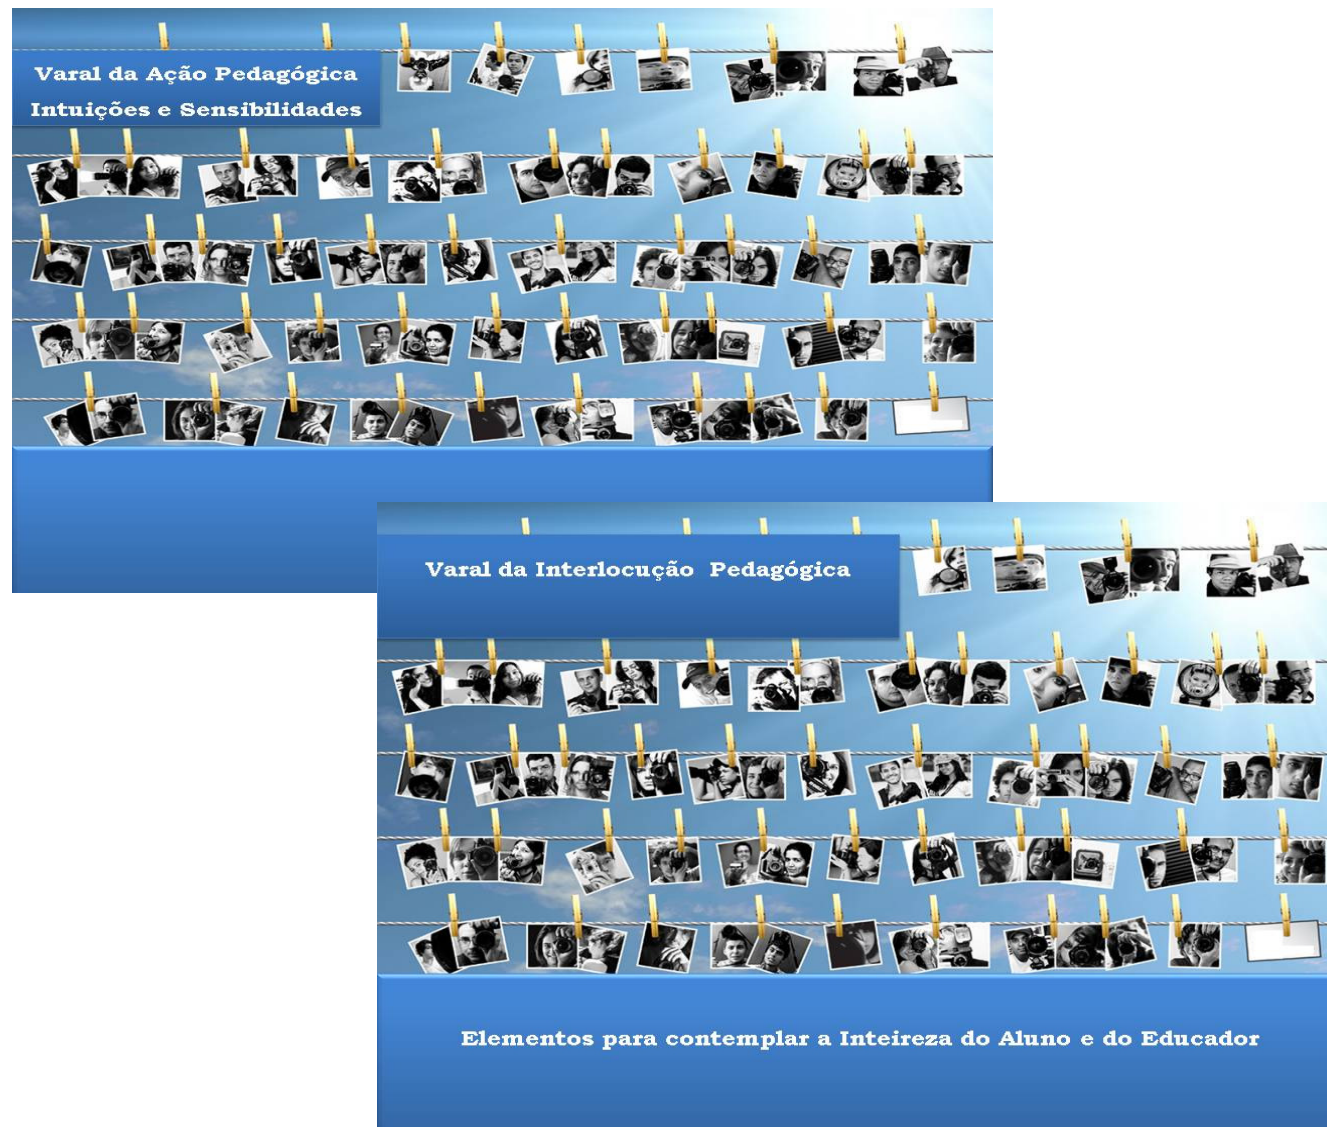 Varal da Ação Pedagógica
Intuições e Sensibilidades
Varal da Interlocução Pedagógica
Elementos para contemplar a Inteireza do Aluno e do Educador